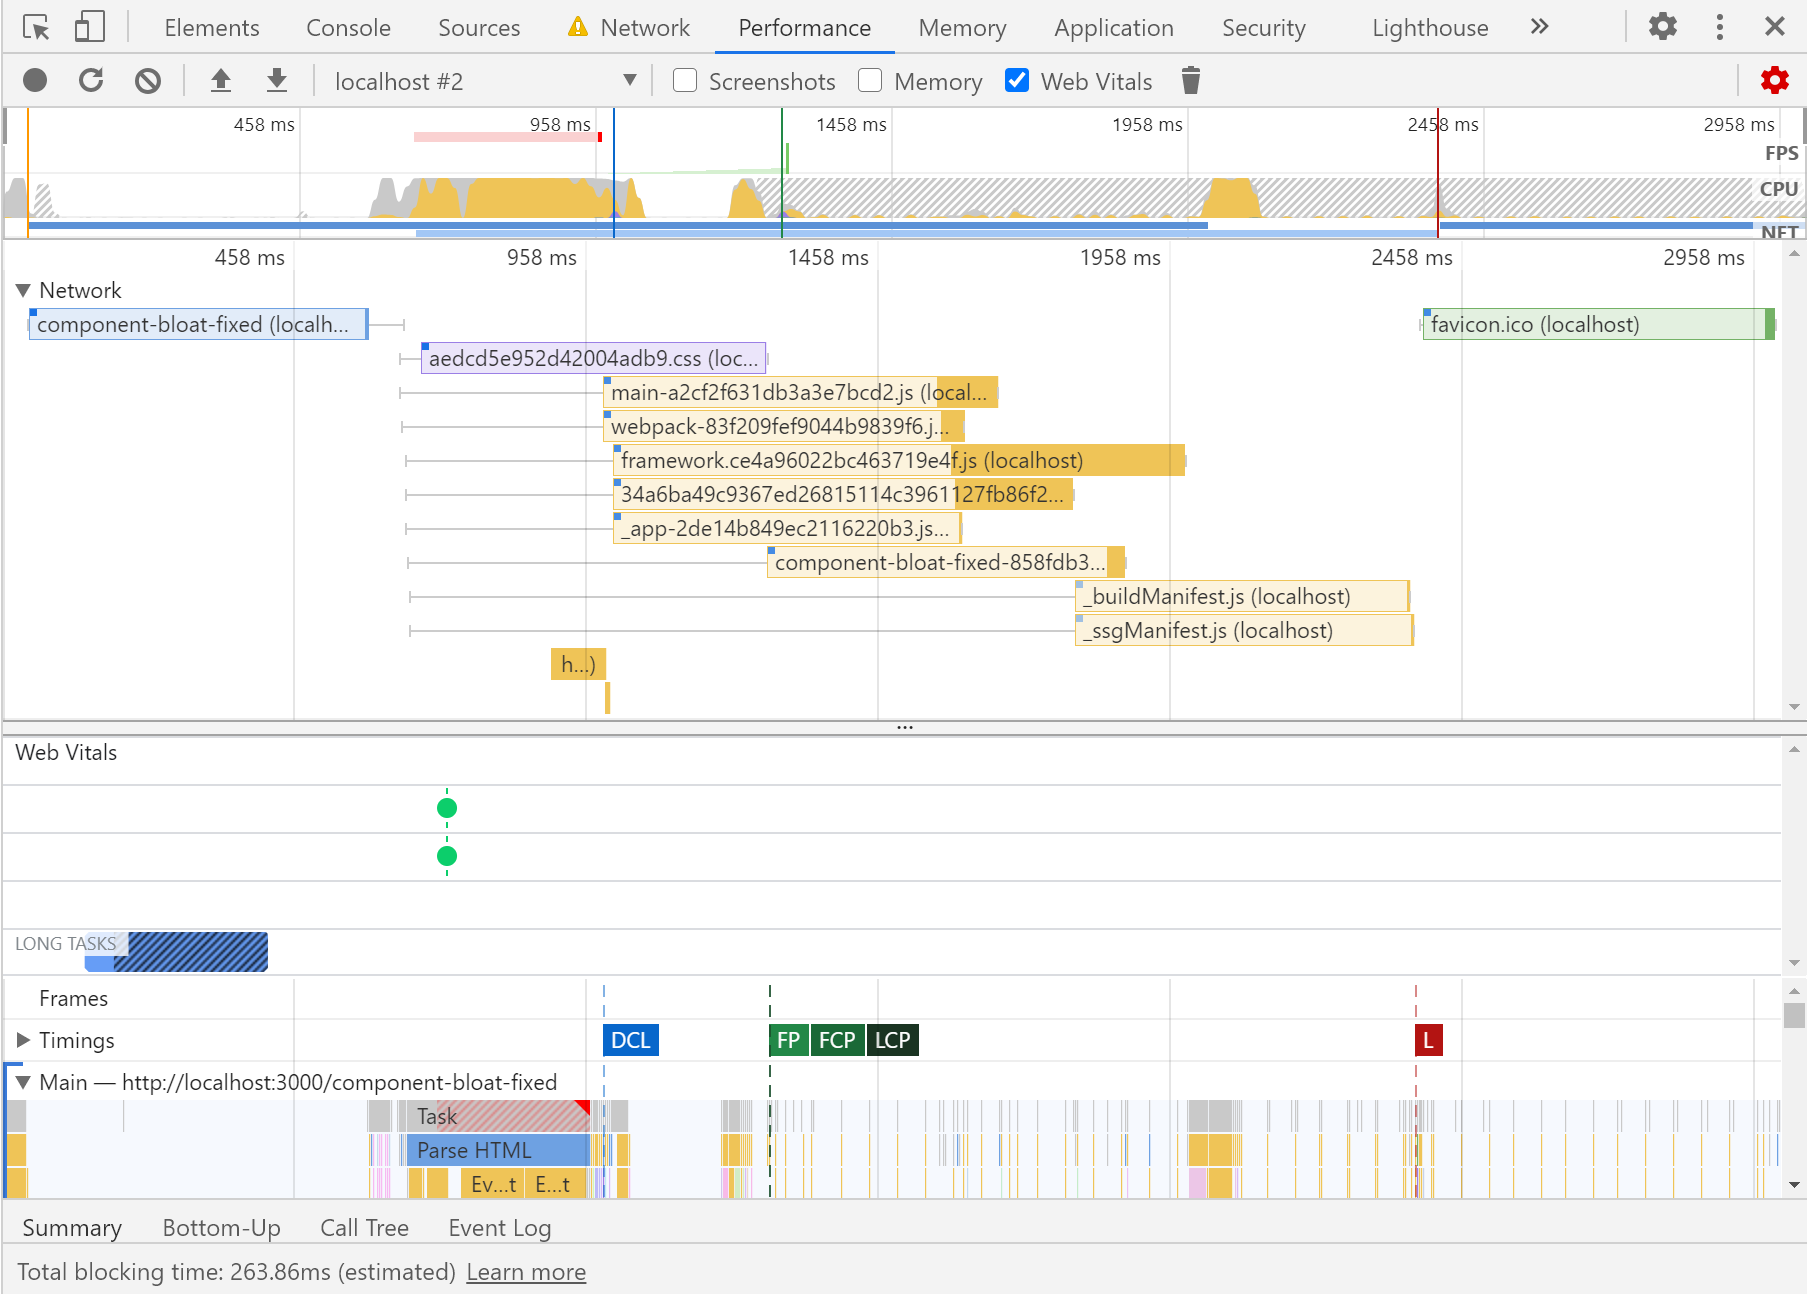 Elements Console Sources Network Performance Memory Application Security Lighthouse »
localhost #2 Screenshots Memory Web Vitals
458 ms 958 ms 1458 ms 1958 ms 2458 ms 2958 ms
FPS
CPU
NET
458 ms 958 ms 1458 ms 1958 ms 2458 ms 2958 ms
Network
component-bloat-fixed (localh... favicon.ico (localhost)
aedcd5e952d42004adb9.css (loc...
main-a2cf2f631db3a3e7bcd2.js (local...
webpack-83f209fef9044b9839f6.j...
framework.ce4a96022bc463719e4f.js (localhost)
34a6ba49c9367ed26815114c3961127fb86f2...
_app-2de14b849ec2116220b3.js...
component-bloat-fixed-858fdb3...
_buildManifest.js (localhost)
_ssgManifest.js (localhost)
h...)
...
Web Vitals
LONG TASKS
Frames
Timings DCL FP FCP LCP L
Main — http://localhost:3000/component-bloat-fixed
Task
Parse HTML
Ev...t E...t
Summary Bottom-Up Call Tree Event Log
Total blocking time: 263.86ms (estimated) Learn more